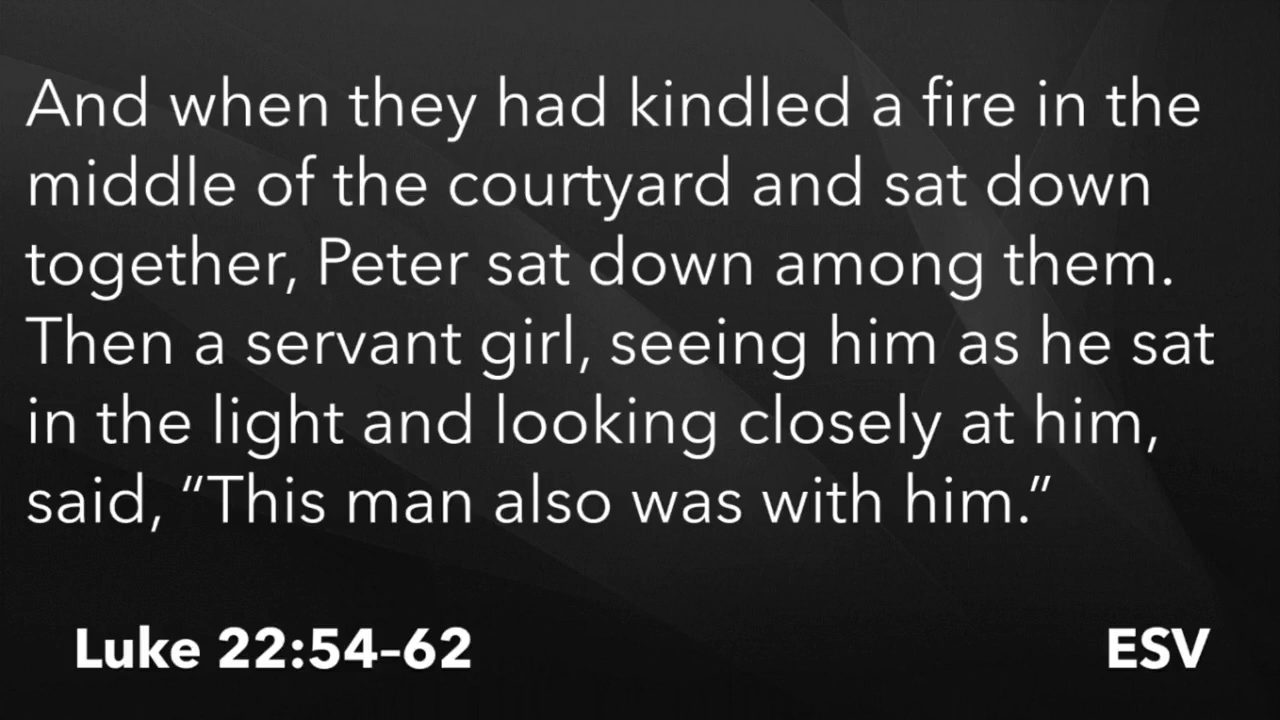 And when they had kindled a fire in the
middle of the courtyard and sat down
together, Peter sat down among them.
Then a servant girl, seeing him as he sat
in the light and looking closely at him,
said, “This man also was with him.”
Luke 22:54–62
ESV